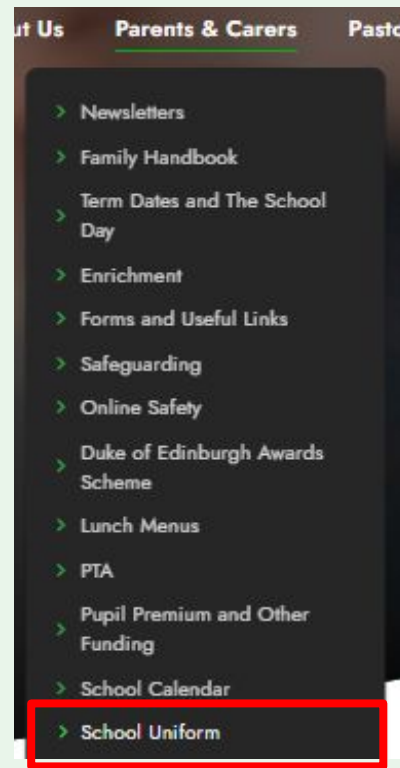 ut Us Parents & Carers Pasto
Newsletters
Family Handbook
Term Dates and The School
Day
Enrichment
Forms and Useful Links
Safeguarding
Online Safety
Duke of Edinburgh Awards
Scheme
Lunch Menus
PTA
Pupil Premium and Other
Funding
School Calendar
School Uniform